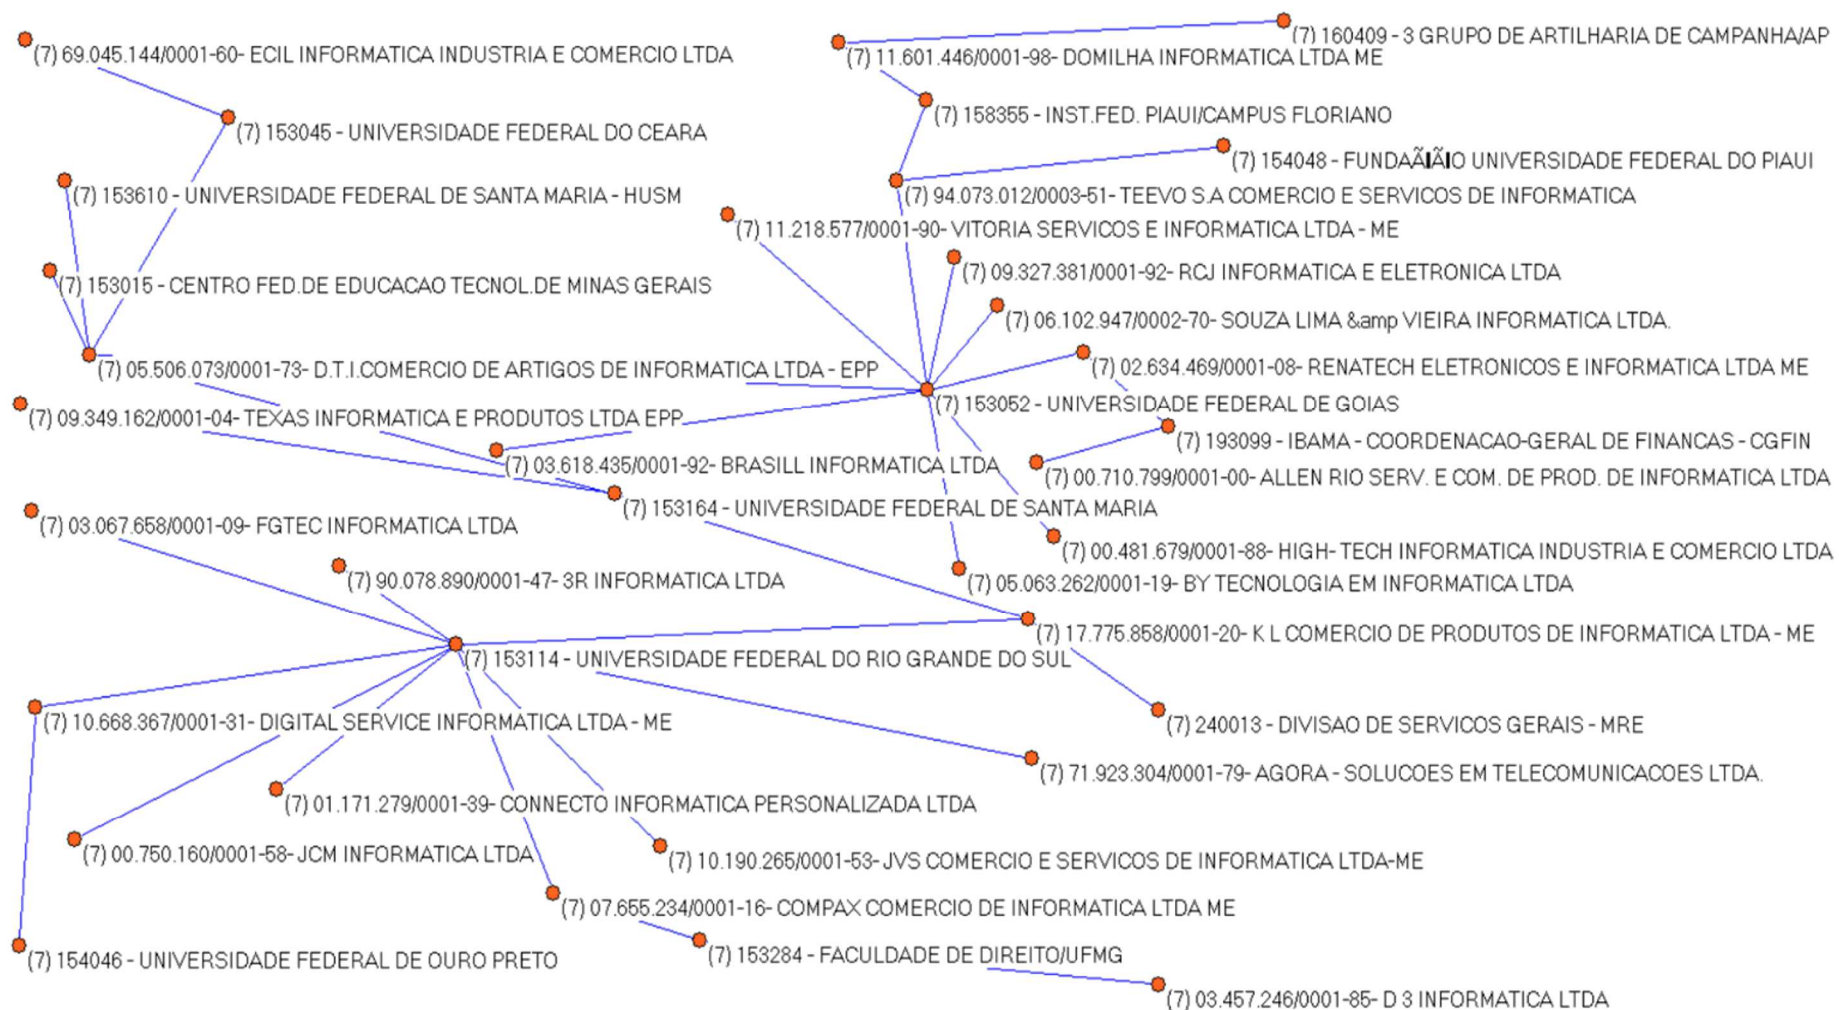 (7) 160409 - 3 GRUPO DE ARTILHARIA DE CAMPANHA/AP
(7) 69.045.144/0001-60- ECIL INFORMATICA INDUSTRIA E COMERCIO LTDA
(7) 11.601.446/0001-98- DOMILHA INFORMATICA LTDA ME
(7) 158355 - INST.FED. PIAUI/CAMPUS FLORIANO
(7) 153045 - UNIVERSIDADE FEDERAL DO CEARA
(7) 154048 - FUNDAÃÃO UNIVERSIDADE FEDERAL DO PIAUI
(7) 153610 - UNIVERSIDADE FEDERAL DE SANTA MARIA - HUSM
(7) 94.073.012/0003-51- TEEVO S.A COMERCIO E SERVICOS DE INFORMATICA
(7) 11.218.577/0001-90- VITORIA SERVICOS E INFORMATICA LTDA - ME
(7) 09.327.381/0001-92- RCJ INFORMATICA E ELETRONICA LTDA
(7) 153015 - CENTRO FED.DE EDUCACAO TECNOL.DE MINAS GERAIS
(7) 06.102.947/0002-70- SOUZA LIMA &amp VIEIRA INFORMATICA LTDA.
(7) 05.506.073/0001-73- D.T.I.COMERCIO DE ARTIGOS DE INFORMATICA LTDA - EPP
(7) 02.634.469/0001-08- RENATECH ELETRONICOS E INFORMATICA LTDA ME
(7) 153052 - UNIVERSIDADE FEDERAL DE GOIAS
(7) 09.349.162/0001-04- TEXAS INFORMATICA E PRODUTOS LTDA EPP
(7) 193099 - IBAMA - COORDENACAO-GERAL DE FINANCAS - CGFIN
(7) 03.618.435/0001-92- BRASILL INFORMATICA LTDA
(7) 00.710.799/0001-00- ALLEN RIO SERV. E COM. DE PROD. DE INFORMATICA LTDA
(7) 153164 - UNIVERSIDADE FEDERAL DE SANTA MARIA
(7) 03.067.658/0001-09- FGTEC INFORMATICA LTDA
(7) 00.481.679/0001-88- HIGH- TECH INFORMATICA INDUSTRIA E COMERCIO LTDA
(7) 90.078.890/0001-47- 3R INFORMATICA LTDA
(7) 05.063.262/0001-19- BY TECNOLOGIA EM INFORMATICA LTDA
(7) 17.775.858/0001-20- K L COMERCIO DE PRODUTOS DE INFORMATICA LTDA - ME
(7) 153114 - UNIVERSIDADE FEDERAL DO RIO GRANDE DO SUL
(7) 10.668.367/0001-31- DIGITAL SERVICE INFORMATICA LTDA - ME
(7) 240013 - DIVISAO DE SERVICOS GERAIS - MRE
(7) 71.923.304/0001-79- AGORA - SOLUCOES EM TELECOMUNICACOES LTDA.
(7) 01.171.279/0001-39- CONNECTO INFORMATICA PERSONALIZADA LTDA
(7) 00.750.160/0001-58- JCM INFORMATICA LTDA
(7) 10.190.265/0001-53- JVS COMERCIO E SERVICOS DE INFORMATICA LTDA-ME
(7) 07.655.234/0001-16- COMPAX COMERCIO DE INFORMATICA LTDA ME
(7) 153284 - FACULDADE DE DIREITO/UFMG
(7) 154046 - UNIVERSIDADE FEDERAL DE OURO PRETO
(7) 03.457.246/0001-85- D 3 INFORMATICA LTDA